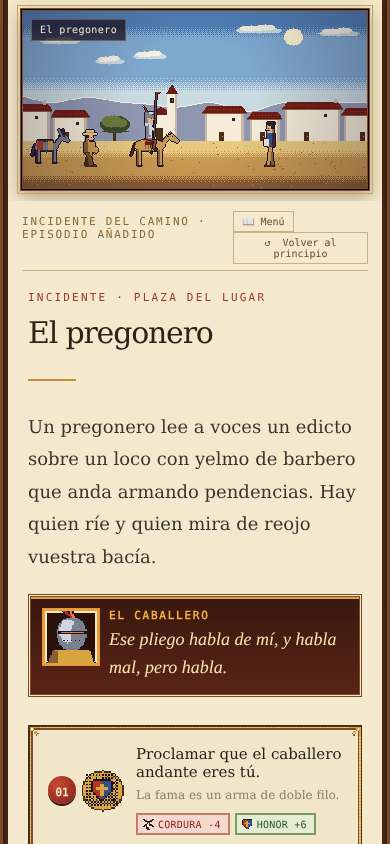 El pregonero
INCIDENTE DEL CAMINO ·
EPISODIO AÑADIDO
📖 Menú
↺ Volver al
principio
INCIDENTE · PLAZA DEL LUGAR
El pregonero
Un pregonero lee a voces un edicto
sobre un loco con yelmo de barbero
que anda armando pendencias. Hay
quien ríe y quien mira de reojo
vuestra bacía.
EL CABALLERO
Ese pliego habla de mí, y habla
mal, pero habla.
01
Proclamar que el caballero
andante eres tú.
La fama es un arma de doble filo.
CORDURA -4
HONOR +6